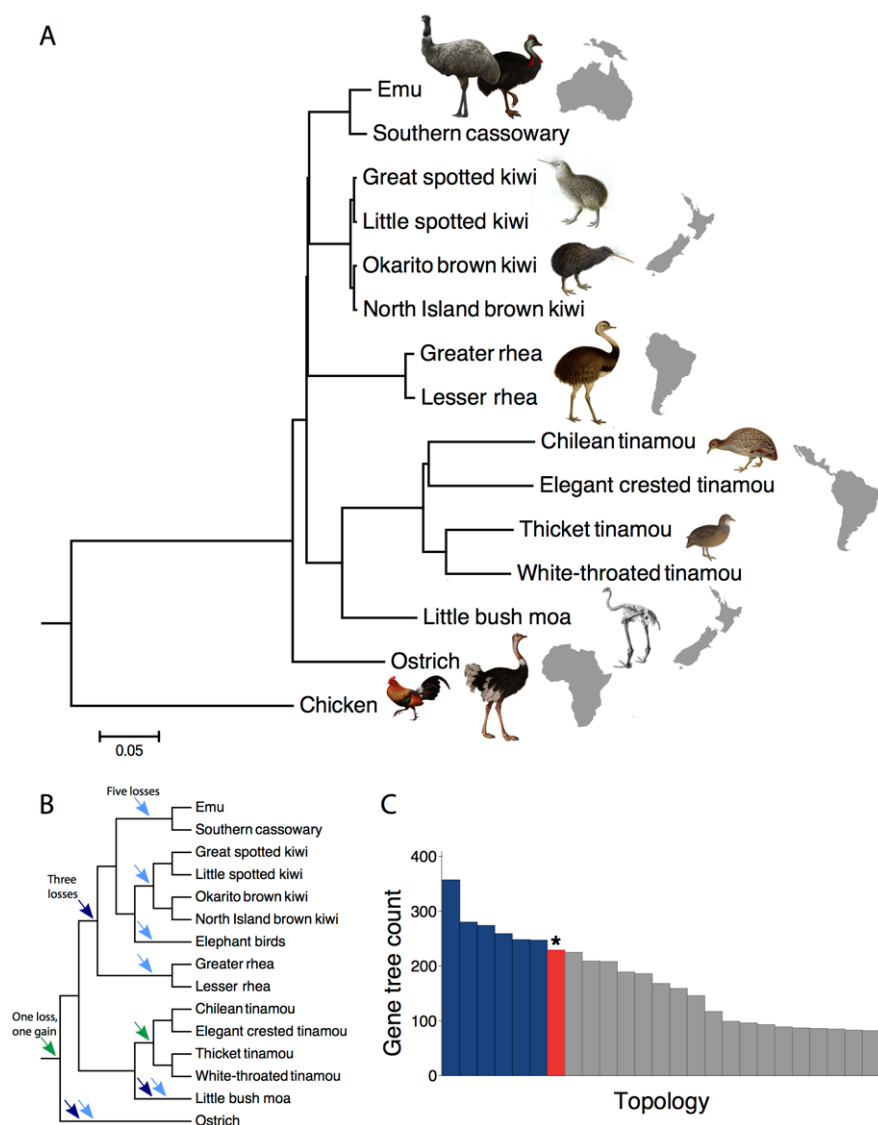 A
Emu
Southern cassowary
Great spotted kiwi
Little spotted kiwi
Okarito brown kiwi
North Island brown kiwi
Greater rhea
Lesser rhea
Chilean tinamou
Elegant crested tinamou
Thicket tinamou
White-throated tinamou
Little bush moa
Ostrich
Chicken
0.05
B
Five losses
Emu
Southern cassowary
Great spotted kiwi
Little spotted kiwi
Three
losses
Okarito brown kiwi
North Island brown kiwi
Elephant birds
Greater rhea
Lesser rhea
One loss,
one gain
Chilean tinamou
Elegant crested tinamou
Thicket tinamou
White-throated tinamou
Little bush moa
Ostrich
C
Gene tree count
400
300
200
100
0
*
Topology